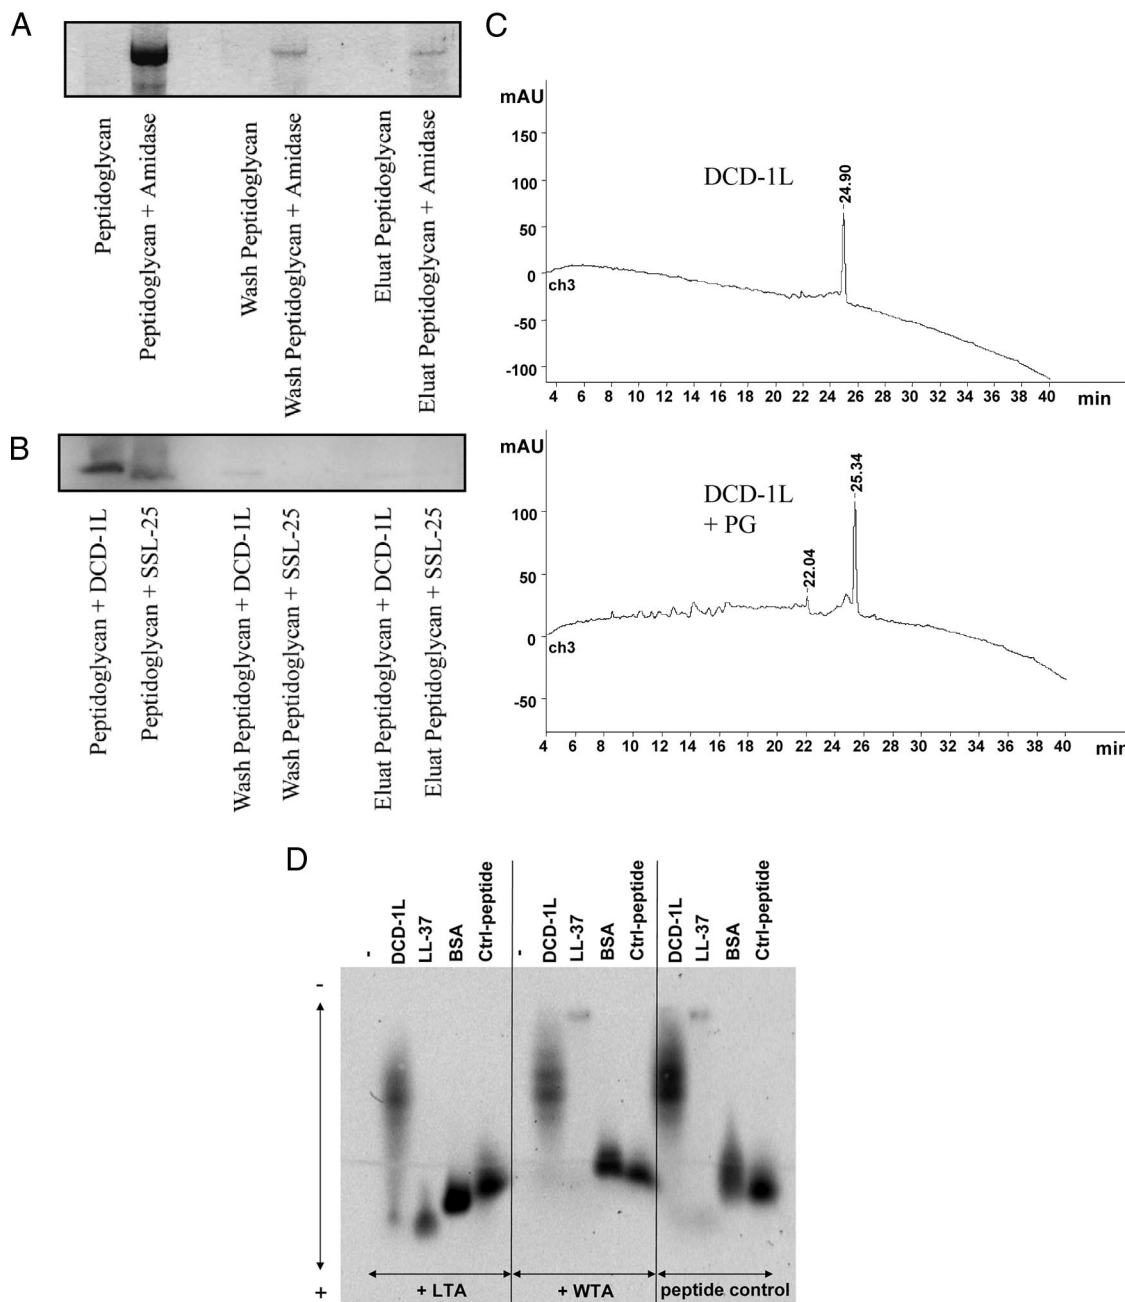 A
Peptidoglycan
Peptidoglycan + Amidase
Wash Peptidoglycan
Wash Peptidoglycan + Amidase
Eluat Peptidoglycan
Eluat Peptidoglycan + Amidase
B
Peptidoglycan + DCD-1L
Peptidoglycan + SSL-25
Wash Peptidoglycan + DCD-1L
Wash Peptidoglycan + SSL-25
Eluat Peptidoglycan + DCD-1L
Eluat Peptidoglycan + SSL-25
C
mAU
150
100
50
0
-50
-100
ch3
DCD-1L
24.90
4 6 8 10 12 14 16 18 20 22 24 26 28 30 32 34 36 38 40 min
mAU
100
50
0
-50
ch3
DCD-1L
+ PG
22.04
25.34
4 6 8 10 12 14 16 18 20 22 24 26 28 30 32 34 36 38 40 min
D
- DCD-1L LL-37 BSA Ctrl-peptide - DCD-1L LL-37 BSA Ctrl-peptide DCD-1L LL-37 BSA Ctrl-peptide
-
+
+ LTA + WTA peptide control